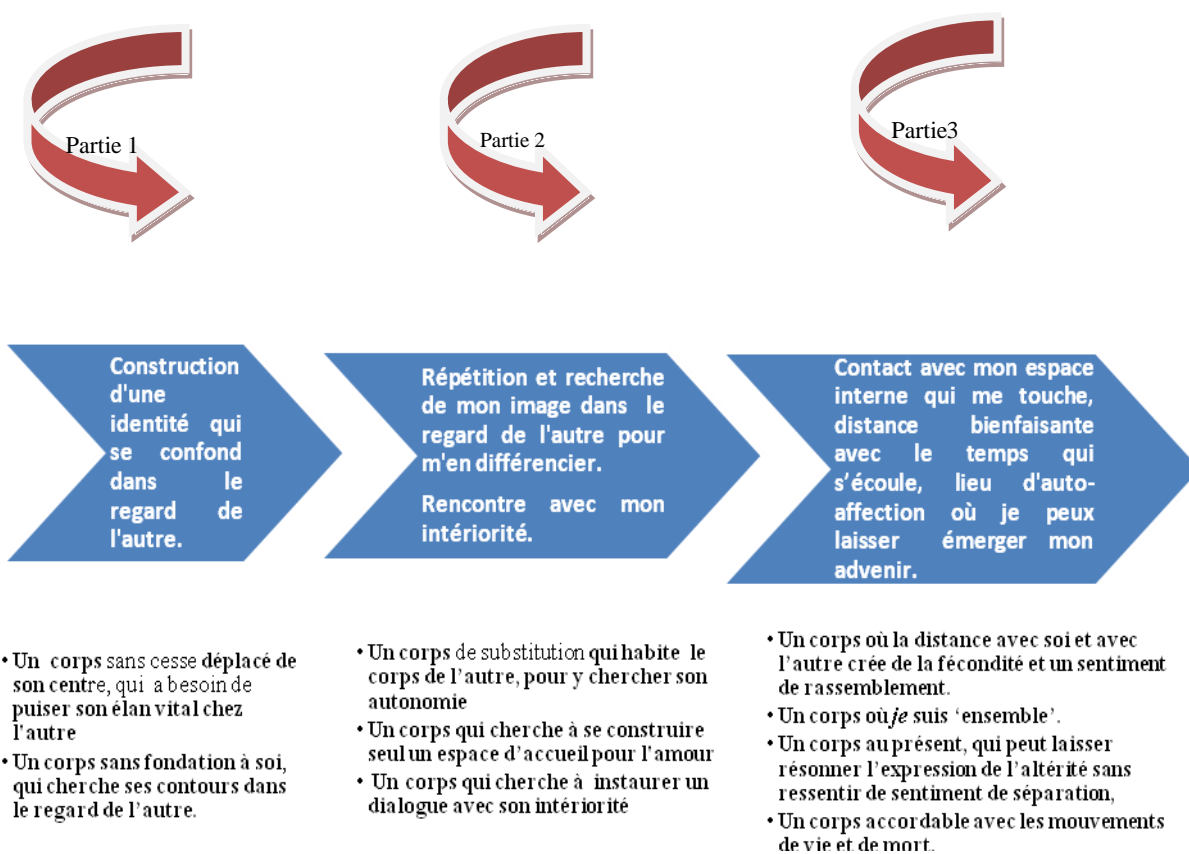 Partie 1
Partie 2
Partie3
Construction
d'une
identité qui
se confond
dans le
regard de
l'autre.
Répétition et recherche
de mon image dans le
regard de l'autre pour
m'en différencier.
Rencontre avec mon
intériorité.
Contact avec mon espace
interne qui me touche,
distance bienfaisante
avec le temps qui
s'écoule, lieu d'auto-
affection où je peux
laisser émerger mon
advenir.
• Un corps sans cesse déplacé de
son centre, qui a besoin de
puiser son élan vital chez
l'autre
• Un corps sans fondation à soi,
qui cherche ses contours dans
le regard de l'autre.
• Un corps de substitution qui habite le
corps de l'autre, pour y chercher son
autonomie
• Un corps qui cherche à se construire
seul un espace d'accueil pour l'amour
• Un corps qui cherche à instaurer un
dialogue avec son intériorité
• Un corps où la distance avec soi et avec
l'autre crée de la fécondité et un sentiment
de rassemblement.
• Un corps où je suis 'ensemble'.
• Un corps au présent, qui peut laisser
résonner l'expression de l'altérité sans
ressentir de sentiment de séparation,
• Un corps accordable avec les mouvements
de vie et de mort.